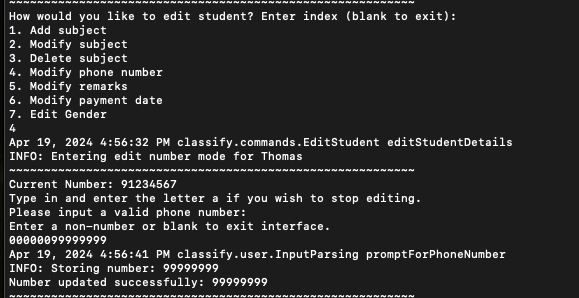 ~~~~~~~~~~~~~~~~~~~~~~~~~~~~~~~~~~~~~~~~~~~~~~~~~~~~~~~~~~
How would you like to edit student? Enter index (blank to exit):
1. Add subject
2. Modify subject
3. Delete subject
4. Modify phone number
5. Modify remarks
6. Modify payment date
7. Edit Gender
4
Apr 19, 2024 4:56:32 PM classify.commands.EditStudent editStudentDetails
INFO: Entering edit number mode for Thomas
~~~~~~~~~~~~~~~~~~~~~~~~~~~~~~~~~~~~~~~~~~~~~~~~~~~~~~~~~~
Current Number: 91234567
Type in and enter the letter a if you wish to stop editing.
Please input a valid phone number:
Enter a non-number or blank to exit interface.
00000099999999
Apr 19, 2024 4:56:41 PM classify.user.InputParsing promptForPhoneNumber
INFO: Storing number: 99999999
Number updated successfully: 99999999
~~~~~~~~~~~~~~~~~~~~~~~~~~~~~~~~~~~~~~~~~~~~~~~~~~~~~~~~~~